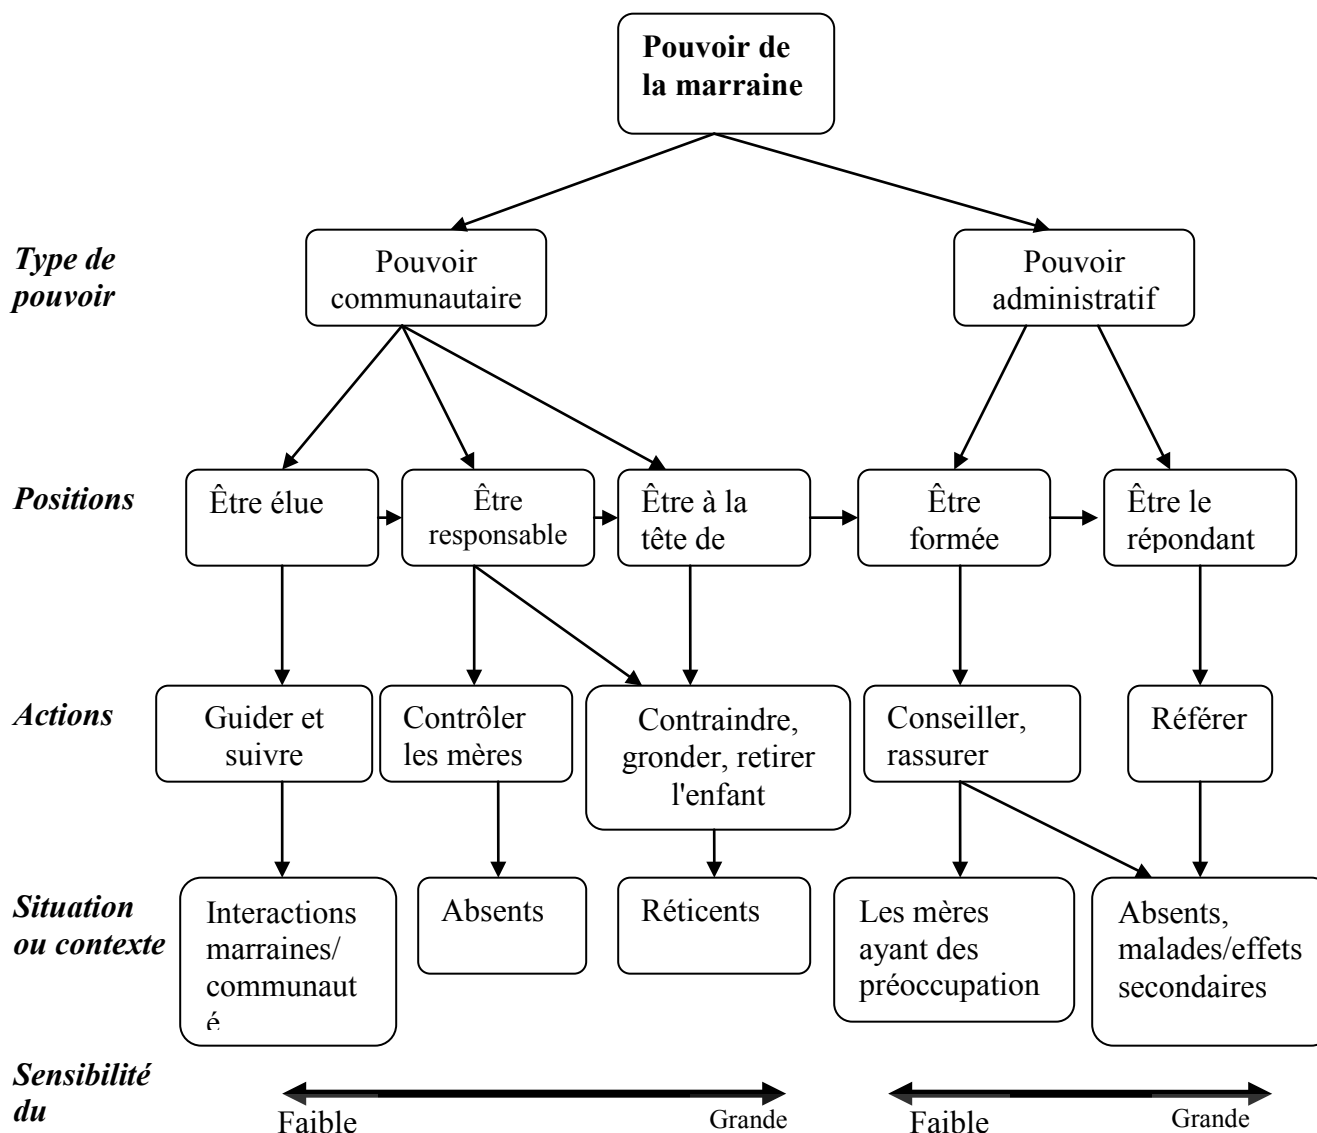 Pouvoir de
la marraine
Type de
pouvoir
Pouvoir
communautaire
Pouvoir
administratif
Positions
Être élue
Être
responsable
Être à la
tête de
Être
formée
Être le
répondant
Actions
Guider et
suivre
Contrôler
les mères
Contraindre,
gronder, retirer
l'enfant
Conseiller,
rassurer
Référer
Situation
ou contexte
Interactions
marraines/
communaut
é
Absents
Réticents
Les mères
ayant des
préoccupation
Absents,
malades/effets
secondaires
Sensibilité
du
Faible
Grande
Faible
Grande